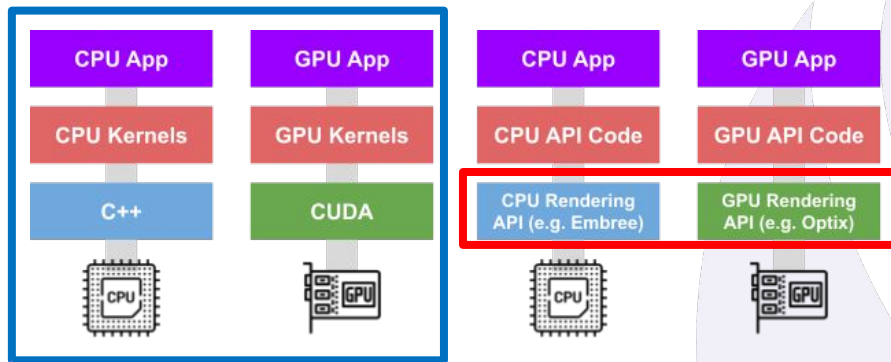 CPU App
GPU App
CPU App
GPU App
CPU Kernels
GPU Kernels
CPU API Code
GPU API Code
C++
CUDA
CPU Rendering
API (e.g. Embree)
GPU Rendering
API (e.g. Optix)
CPU
GPU
CPU
GPU